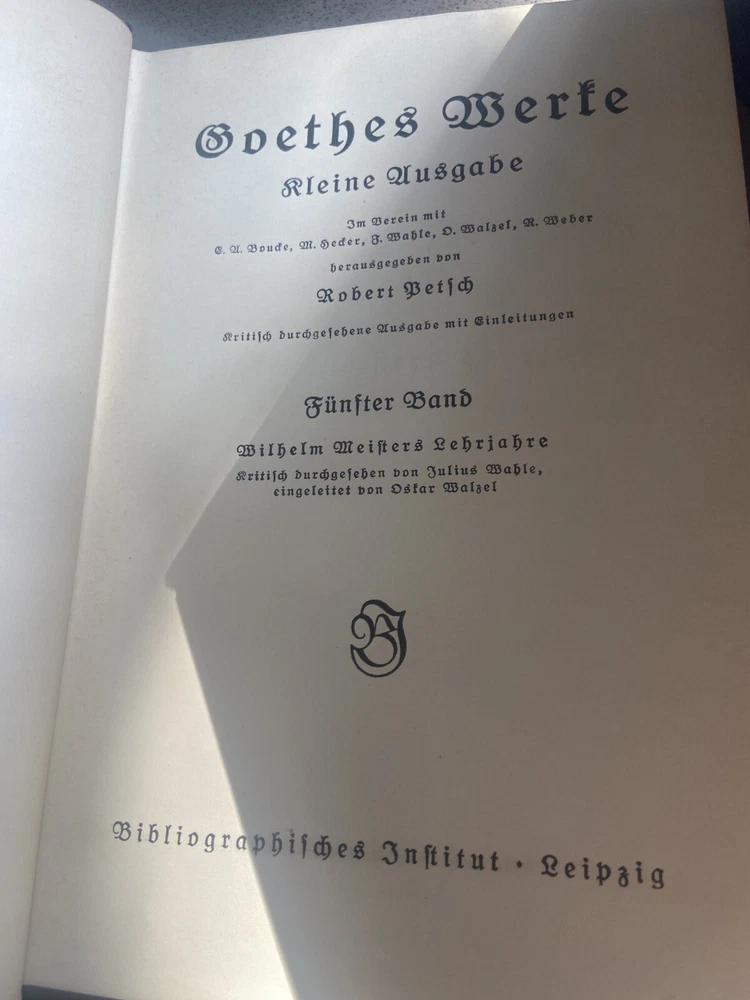 Goethes Werke
Kleine Ausgabe
Im Verein mit
E. A. Boucke, M. Hecker, J. Wahle, O. Walzel, R. Weber
herausgegeben von
Robert Petsch
Kritisch durchgesehene Ausgabe mit Einleitungen
Fünfter Band
Wilhelm Meisters Lehrjahre
Kritisch durchgesehen von Julius Wahle,
eingeleitet von Oskar Walzel
BI
Bibliographisches Institut · Leipzig